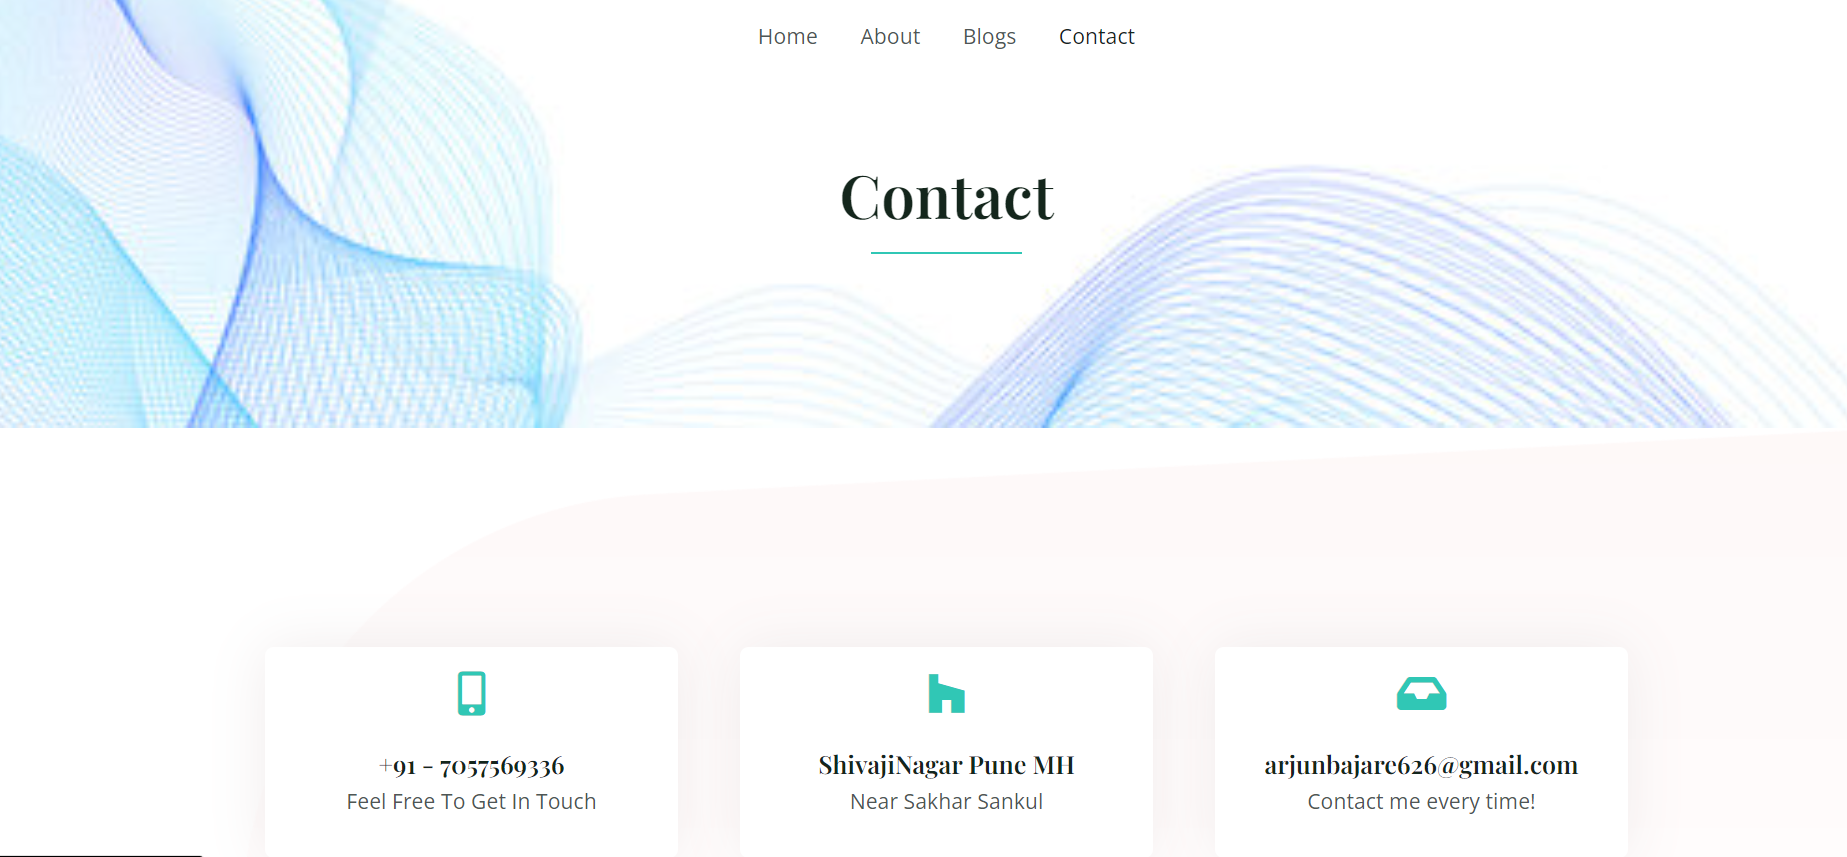 Home About Blogs Contact
Contact
+91 - 7057569336
Feel Free To Get In Touch
ShivajiNagar Pune MH
Near Sakhar Sankul
arjunbajare626@gmail.com
Contact me every time!